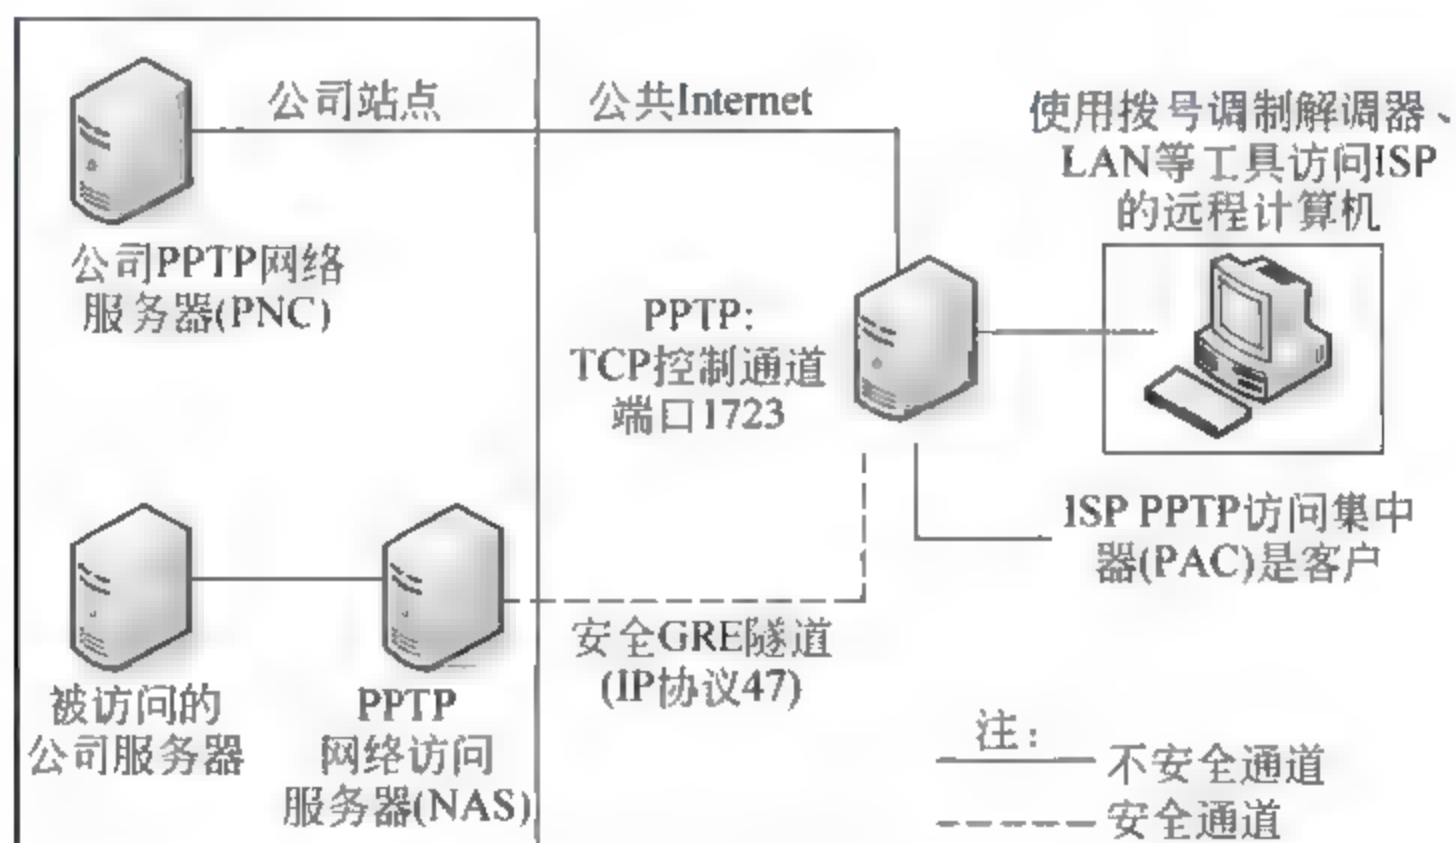 公司站点
公共Internet
使用拨号调制解调器、
LAN等工具访问ISP
的远程计算机
公司PPTP网络
服务器(PNC)
PPTP:
TCP控制通道
端口1723
ISP PPTP访问集中
器(PAC)是客户
安全GRE隧道
(IP协议47)
被访问的
公司服务器
PPTP
网络访问
服务器(NAS)
注:
不安全通道
安全通道